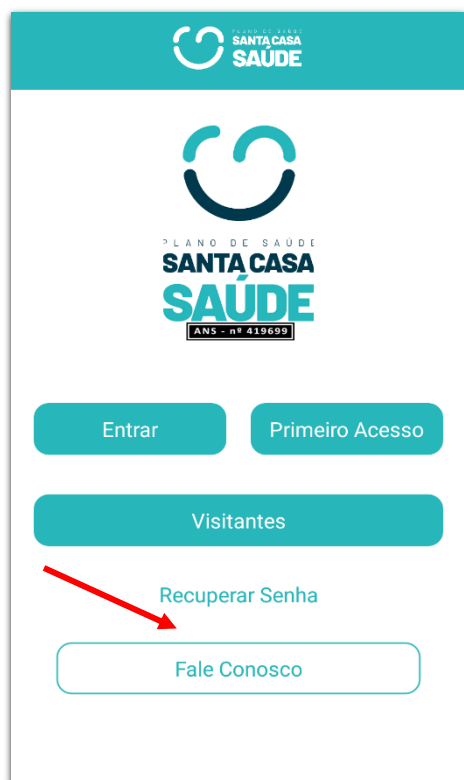 PLANO DE SAÚDE
SANTA CASA
SAÚDE
PLANO DE SAÚDE
SANTA CASA
SAÚDE
ANS - nº 419699
Entrar
Primeiro Acesso
Visitantes
Recuperar Senha
Fale Conosco